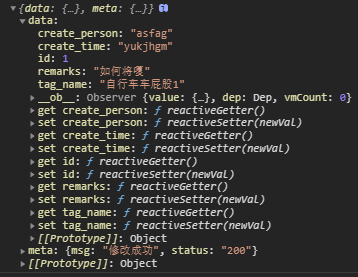 ▼{data: {…}, meta: {…}} i
▼data:
create_person: "asfag"
create_time: "yukjhgm"
id: 1
remarks: "如何将覆"
tag_name: "自行车车屁股1"
▶__ob__: Observer {value: {…}, dep: Dep, vmCount: 0}
▶get create_person: ƒ reactiveGetter()
▶set create_person: ƒ reactiveSetter(newVal)
▶get create_time: ƒ reactiveGetter()
▶set create_time: ƒ reactiveSetter(newVal)
▶get id: ƒ reactiveGetter()
▶set id: ƒ reactiveSetter(newVal)
▶get remarks: ƒ reactiveGetter()
▶set remarks: ƒ reactiveSetter(newVal)
▶get tag_name: ƒ reactiveGetter()
▶set tag_name: ƒ reactiveSetter(newVal)
▶[[Prototype]]: Object
▶meta: {msg: "修改成功", status: "200"}
▶[[Prototype]]: Object